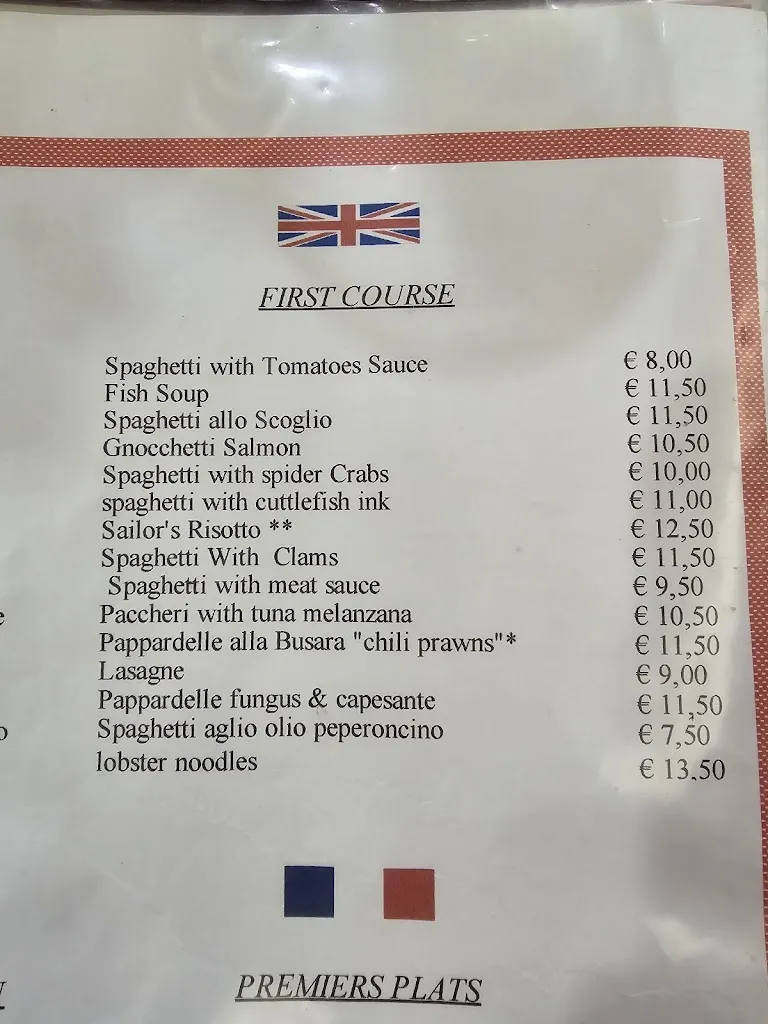 FIRST COURSE
Spaghetti with Tomatoes Sauce € 8,00
Fish Soup € 11,50
Spaghetti allo Scoglio € 11,50
Gnocchetti Salmon € 10,50
Spaghetti with spider Crabs € 10,00
spaghetti with cuttlefish ink € 11,00
Sailor's Risotto ** € 12,50
Spaghetti With Clams € 11,50
Spaghetti with meat sauce € 9,50
Paccheri with tuna melanzana € 10,50
Pappardelle alla Busara "chili prawns"* € 11,50
Lasagne € 9,00
Pappardelle fungus & capesante € 11,50
Spaghetti aglio olio peperoncino € 7,50
lobster noodles € 13,50
PREMIERS PLATS